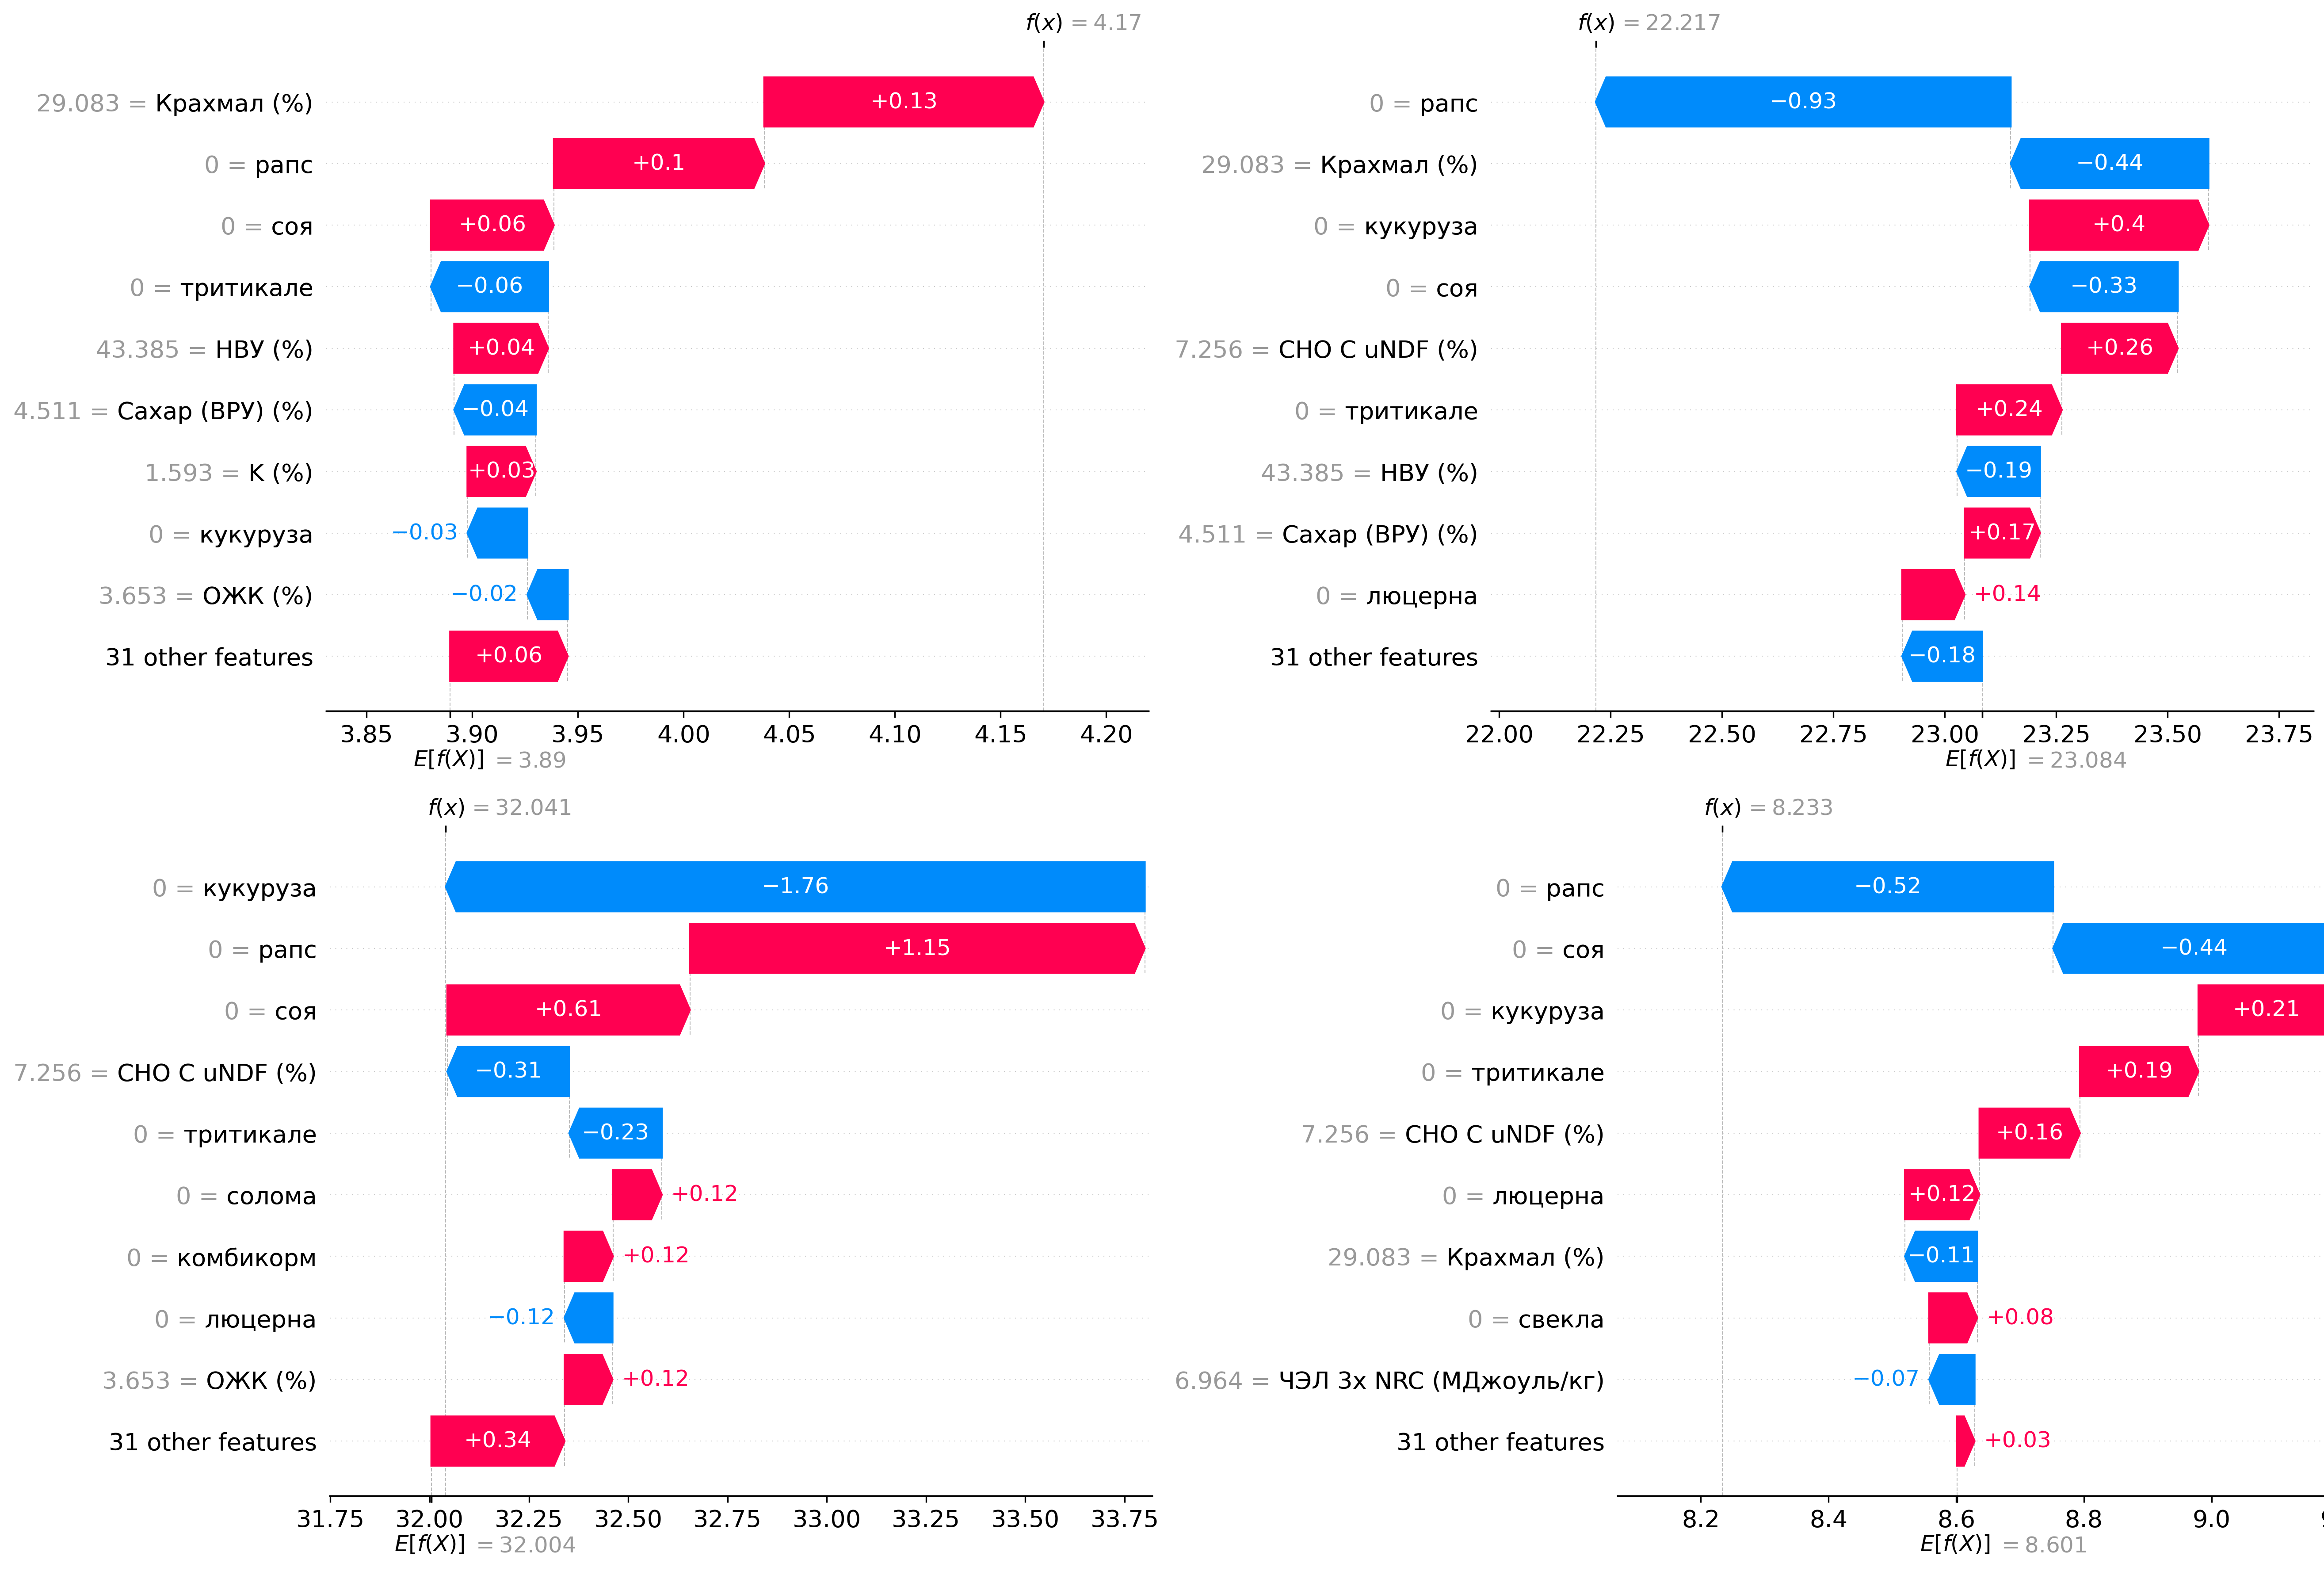 f(x) = 4.17
29.083 = Крахмал (%)
+0.13
0 = рапс
+0.1
0 = соя
+0.06
0 = тритикале
−0.06
43.385 = НВУ (%)
+0.04
4.511 = Сахар (ВРУ) (%)
−0.04
1.593 = K (%)
+0.03
0 = кукуруза
−0.03
3.653 = ОЖК (%)
−0.02
31 other features
+0.06
3.85 3.90 3.95 4.00 4.05 4.10 4.15 4.20
E[f(X)] = 3.89
f(x) = 22.217
0 = рапс
−0.93
29.083 = Крахмал (%)
−0.44
0 = кукуруза
+0.4
0 = соя
−0.33
7.256 = CHO C uNDF (%)
+0.26
0 = тритикале
+0.24
43.385 = НВУ (%)
−0.19
4.511 = Сахар (ВРУ) (%)
+0.17
0 = люцерна
+0.14
31 other features
−0.18
22.00 22.25 22.50 22.75 23.00 23.25 23.50 23.75
E[f(X)] = 23.084
f(x) = 32.041
0 = кукуруза
−1.76
0 = рапс
+1.15
0 = соя
+0.61
7.256 = CHO C uNDF (%)
−0.31
0 = тритикале
−0.23
0 = солома
+0.12
0 = комбикорм
+0.12
0 = люцерна
−0.12
3.653 = ОЖК (%)
+0.12
31 other features
+0.34
31.75 32.00 32.25 32.50 32.75 33.00 33.25 33.50 33.75
E[f(X)] = 32.004
f(x) = 8.233
0 = рапс
−0.52
0 = соя
−0.44
0 = кукуруза
+0.21
0 = тритикале
+0.19
7.256 = CHO C uNDF (%)
+0.16
0 = люцерна
+0.12
29.083 = Крахмал (%)
−0.11
0 = свекла
+0.08
6.964 = ЧЭЛ 3x NRC (МДжоуль/кг)
−0.07
31 other features
+0.03
8.2 8.4 8.6 8.8 9.0
E[f(X)] = 8.601